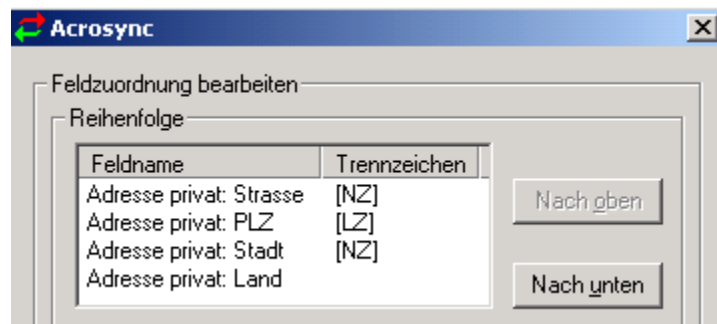 Acrosync
Feldzuordnung bearbeiten
Reihenfolge
Feldname Trennzeichen
Adresse privat: Strasse [NZ]
Adresse privat: PLZ [LZ]
Adresse privat: Stadt [NZ]
Adresse privat: Land
Nach oben
Nach unten